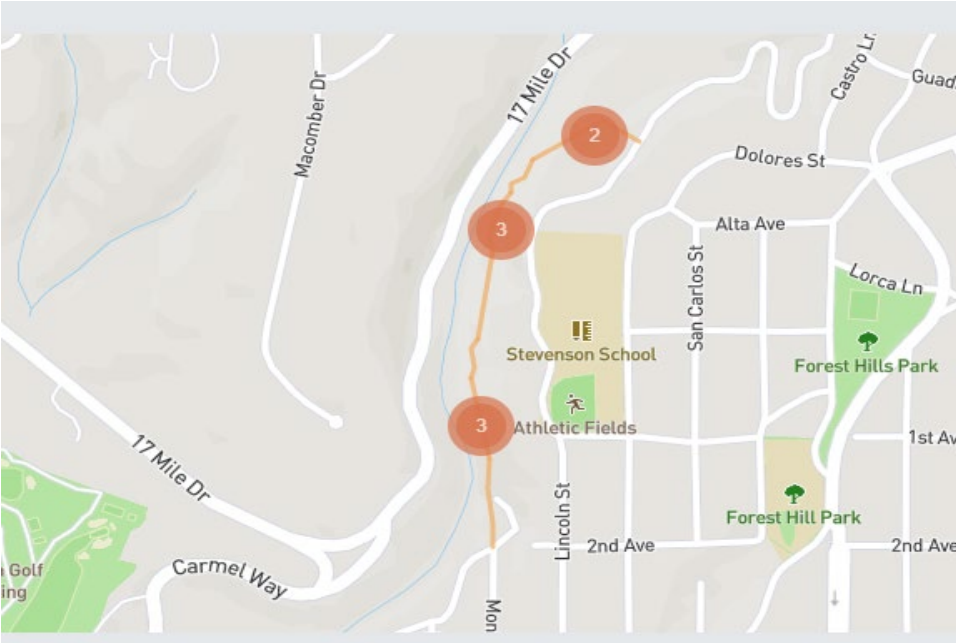 17 Mile Dr
Castro Ln
Guad
Macomber Dr
2
Dolores St
Alta Ave
3
San Carlos St
Lorca Ln
Stevenson School
Forest Hills Park
3
Athletic Fields
1st Av
17 Mile Dr
Forest Hill Park
Lincoln St
2nd Ave
2nd Ave
Golf
ing
Carmel Way
Mon